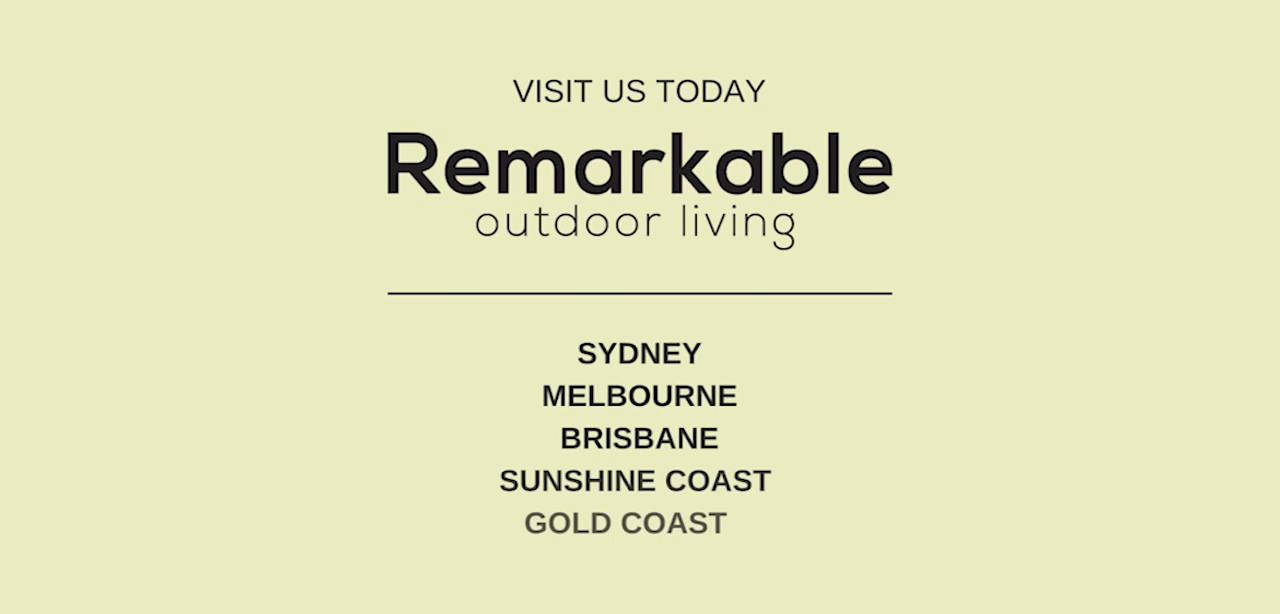 VISIT US TODAY
Remarkable
outdoor living
SYDNEY
MELBOURNE
BRISBANE
SUNSHINE COAST
GOLD COAST